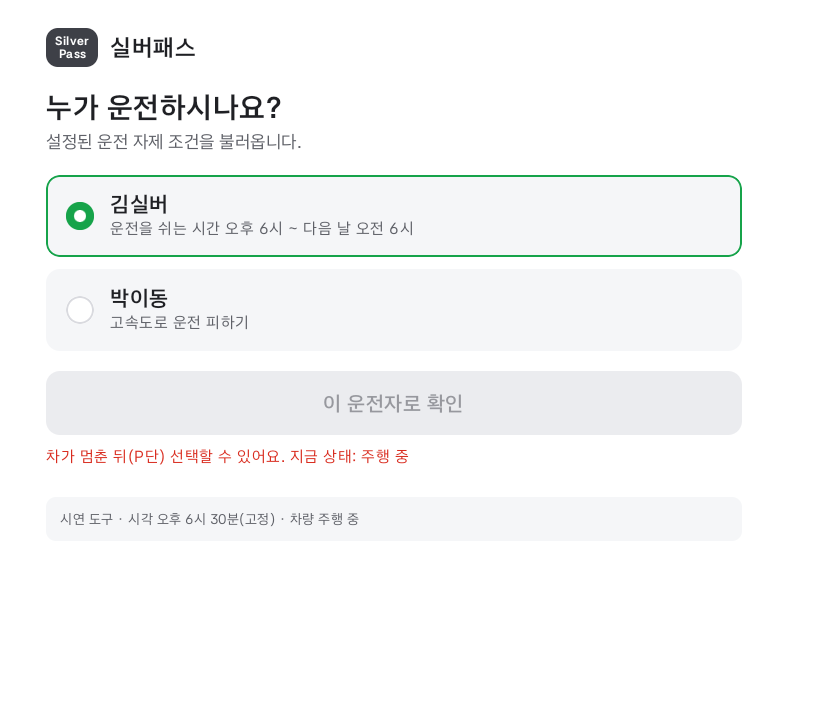 Silver
Pass
실버패스
누가 운전하시나요?
설정된 운전 자제 조건을 불러옵니다.
김실버
운전을 쉬는 시간 오후 6시 ~ 다음 날 오전 6시
박이동
고속도로 운전 피하기
이 운전자로 확인
차가 멈춘 뒤(P단) 선택할 수 있어요. 지금 상태: 주행 중
시연 도구 · 시각 오후 6시 30분(고정) · 차량 주행 중